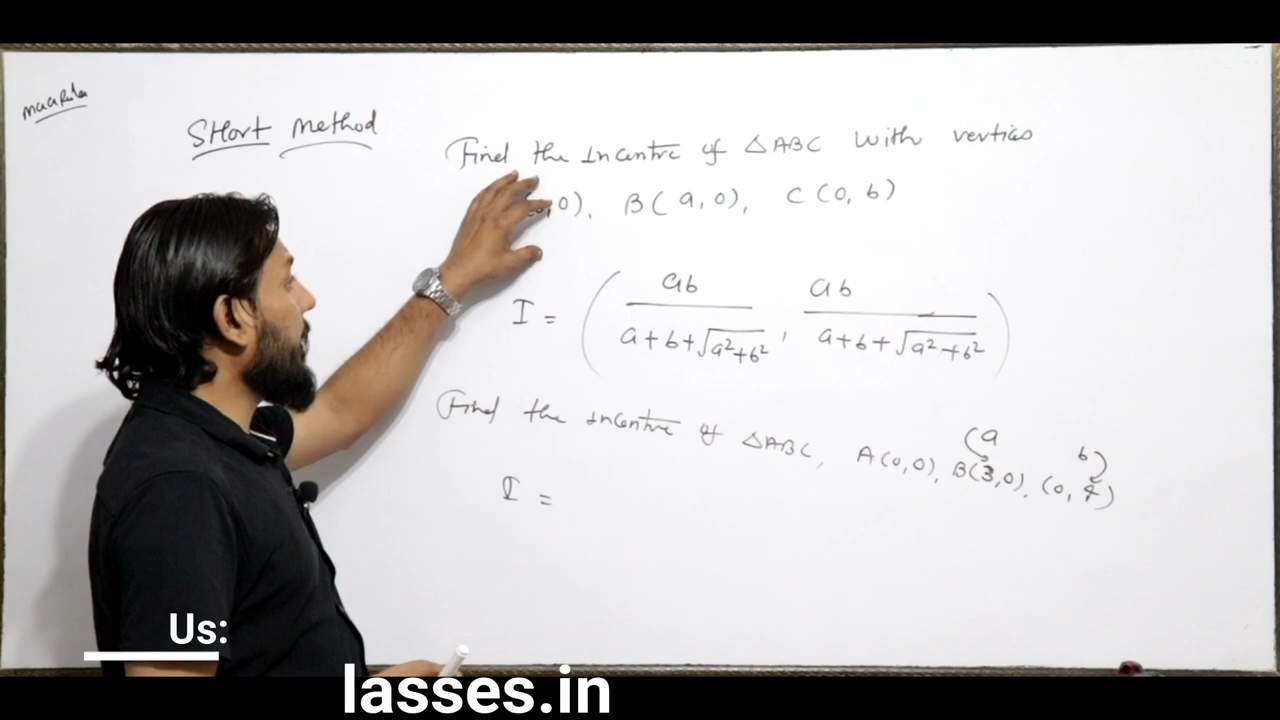 SHort Method
Find the Incentre of △ABC with vertics
,0), B(a,0), C(0,b)
I = ( ab / a+b+√a²+b² , ab / a+b+√a²+b² )
Find the incentre of △ABC, A(0,0), B(3,0), (0,4)
(a b)
I =
Us:
lasses.in